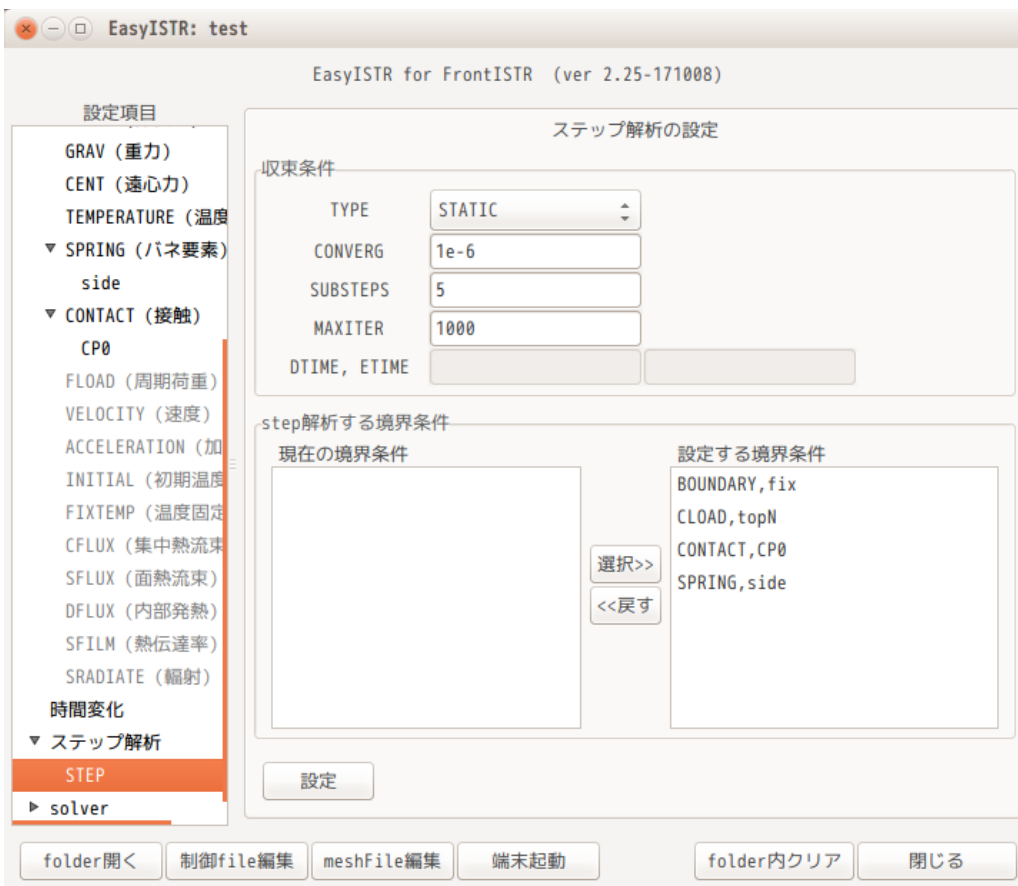 EasyISTR: test
EasyISTR for FrontISTR (ver 2.25-171008)
設定項目
GRAV (重力)
CENT (遠心力)
TEMPERATURE (温度
▼ SPRING (バネ要素)
side
▼ CONTACT (接触)
CP0
FLOAD (周期荷重)
VELOCITY (速度)
ACCELERATION (加
INITIAL (初期温度
FIXTEMP (温度固定
CFLUX (集中熱流束
SFLUX (面熱流束)
DFLUX (内部発熱)
SFILM (熱伝達率)
SRADIATE (輻射)
時間変化
▼ ステップ解析
STEP
▶ solver
ステップ解析の設定
収束条件
TYPE STATIC
CONVERG 1e-6
SUBSTEPS 5
MAXITER 1000
DTIME, ETIME
step解析する境界条件
現在の境界条件
選択>>
<<戻す
設定する境界条件
BOUNDARY,fix
CLOAD,topN
CONTACT,CP0
SPRING,side
設定
folder開く 制御file編集 meshFile編集 端末起動 folder内クリア 閉じる